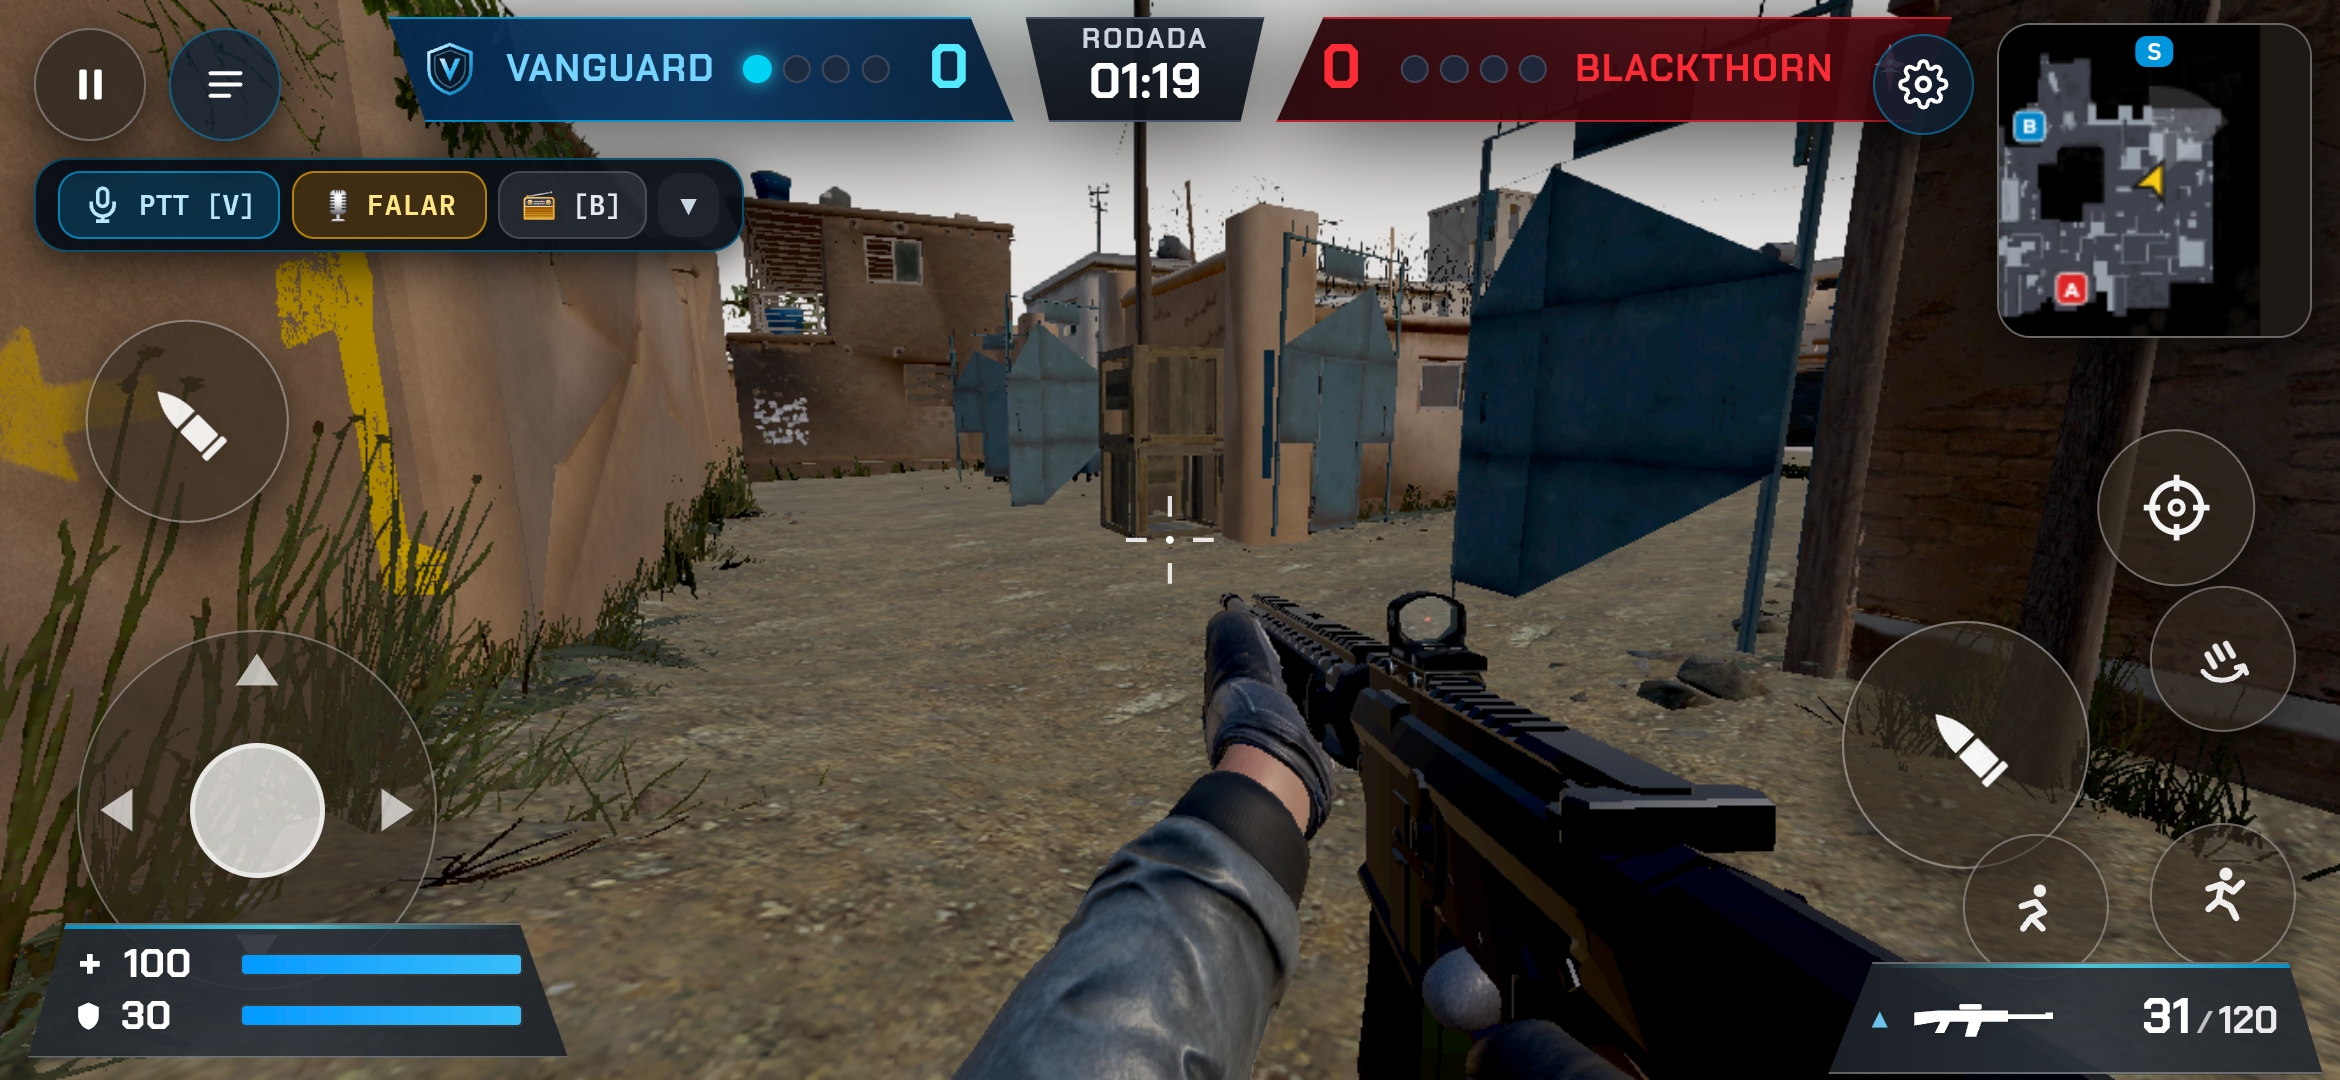 VANGUARD
0
RODADA
01:19
0
BLACKTHORN
S
B
A
PTT [V]
FALAR
[B]
100
30
31/120